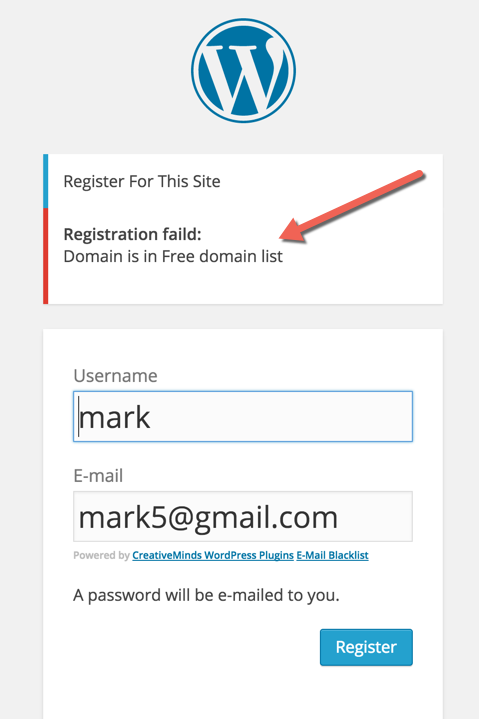 Register For This Site
Registration faild:
Domain is in Free domain list
Username
mark
E-mail
mark5@gmail.com
Powered by CreativeMinds WordPress Plugins E-Mail Blacklist
A password will be e-mailed to you.
Register